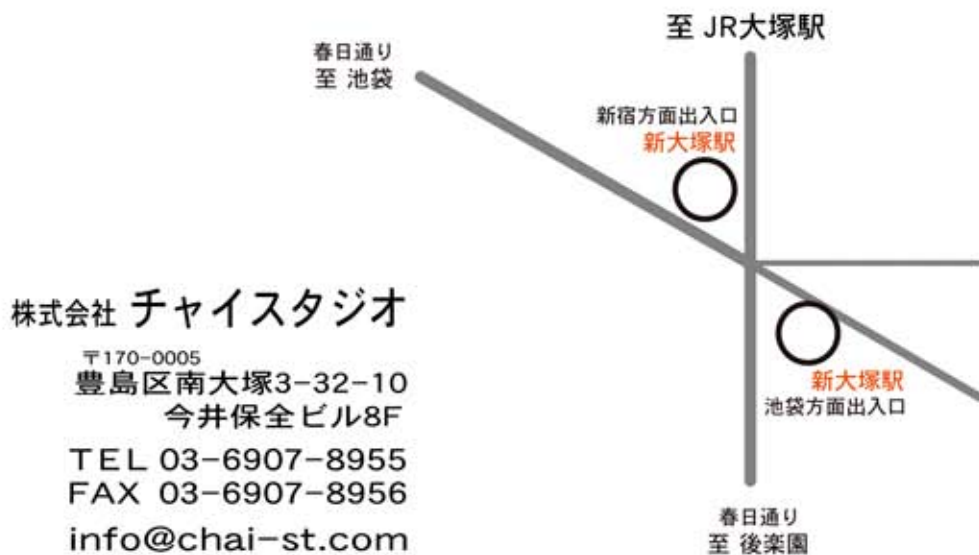 至 JR大塚駅
春日通り
至 池袋
新宿方面出入口
新大塚駅
株式会社 チャイスタジオ
〒170-0005
豊島区南大塚3-32-10
今井保全ビル8F
TEL 03-6907-8955
FAX 03-6907-8956
info@chai-st.com
新大塚駅
池袋方面出入口
春日通り
至 後楽園